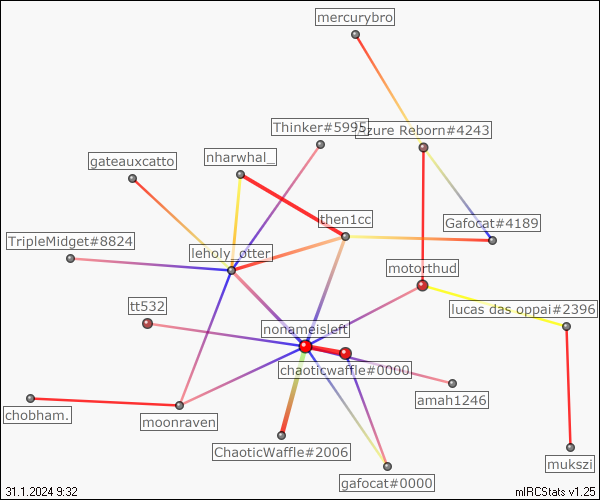 mercurybro
Thinker#5995
zure Reborn#4243
nharwhal_
gateauxcatto
then1cc
Gafocat#4189
TripleMidget#8824
leholy_otter
motorthud
tt532
lucas das oppai#2396
nonameisleft
chaoticwaffle#0000
amah1246
chobham.
moonraven
ChaoticWaffle#2006
mukszi
gafocat#0000
31.1.2024 9:32
mIRCStats v1.25